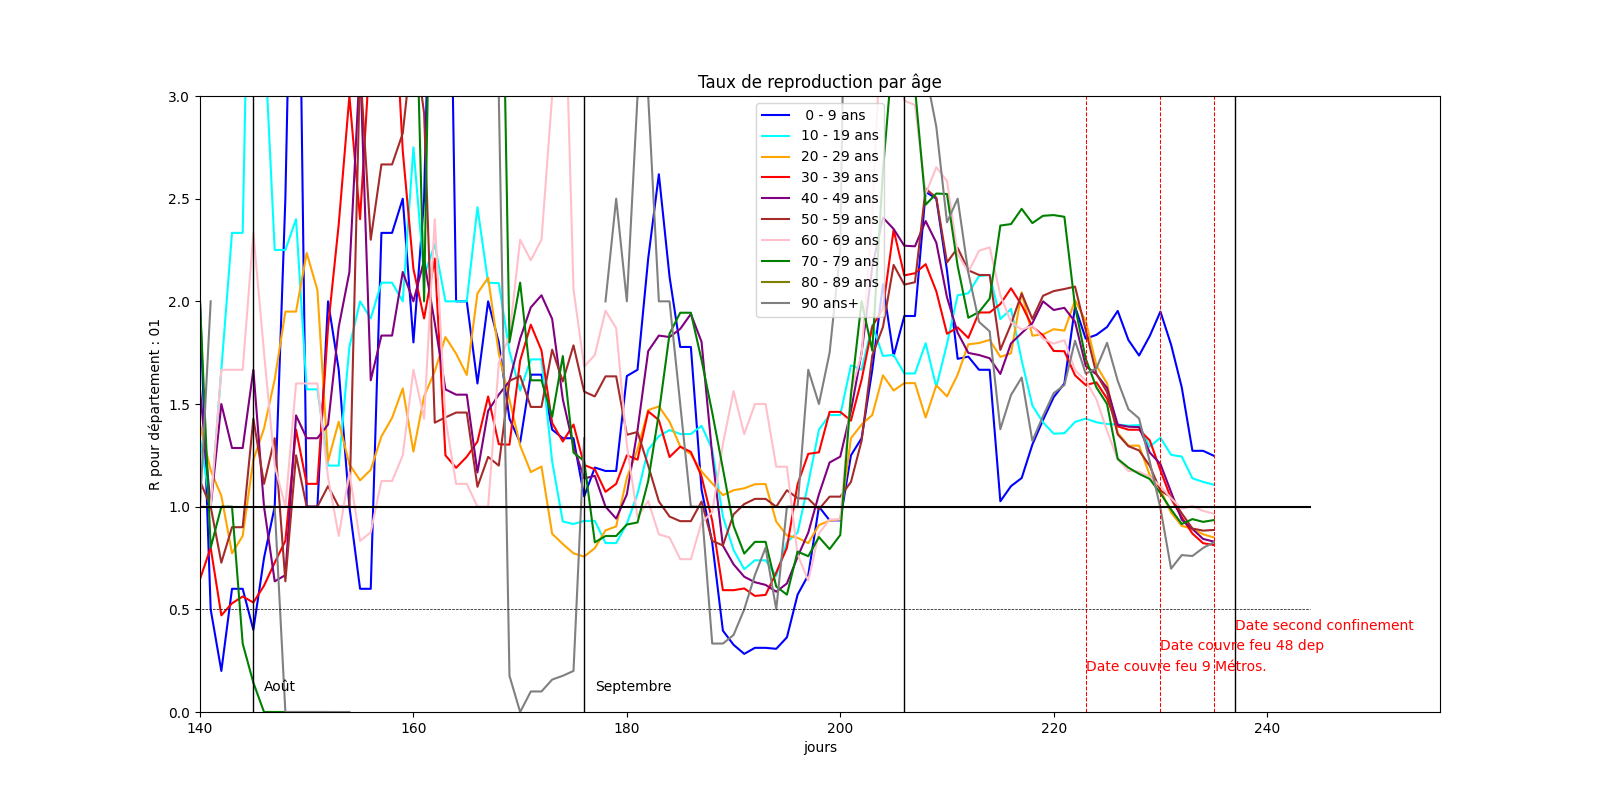 Taux de reproduction par âge
3.0
2.5
2.0
1.5
1.0
0.5
0.0
R pour départment : 01
0 - 9 ans
10 - 19 ans
20 - 29 ans
30 - 39 ans
40 - 49 ans
50 - 59 ans
60 - 69 ans
70 - 79 ans
80 - 89 ans
90 ans+
Date second confinement
Date couvre feu 48 dep
Date couvre feu 9 Métros.
Août
Septembre
140
160
180
200
220
240
jours